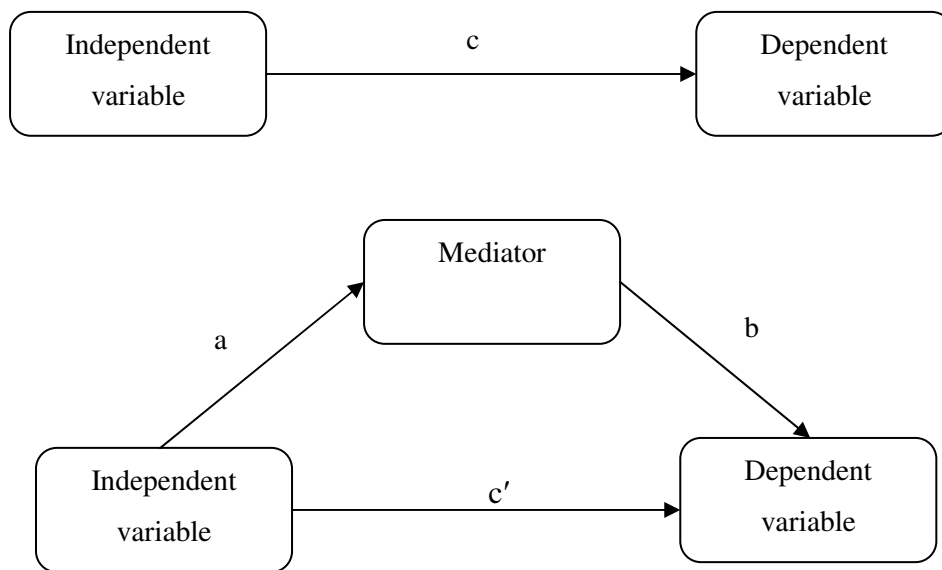 Independent
variable
c
Dependent
variable
Mediator
a
b
Independent
variable
c′
Dependent
variable